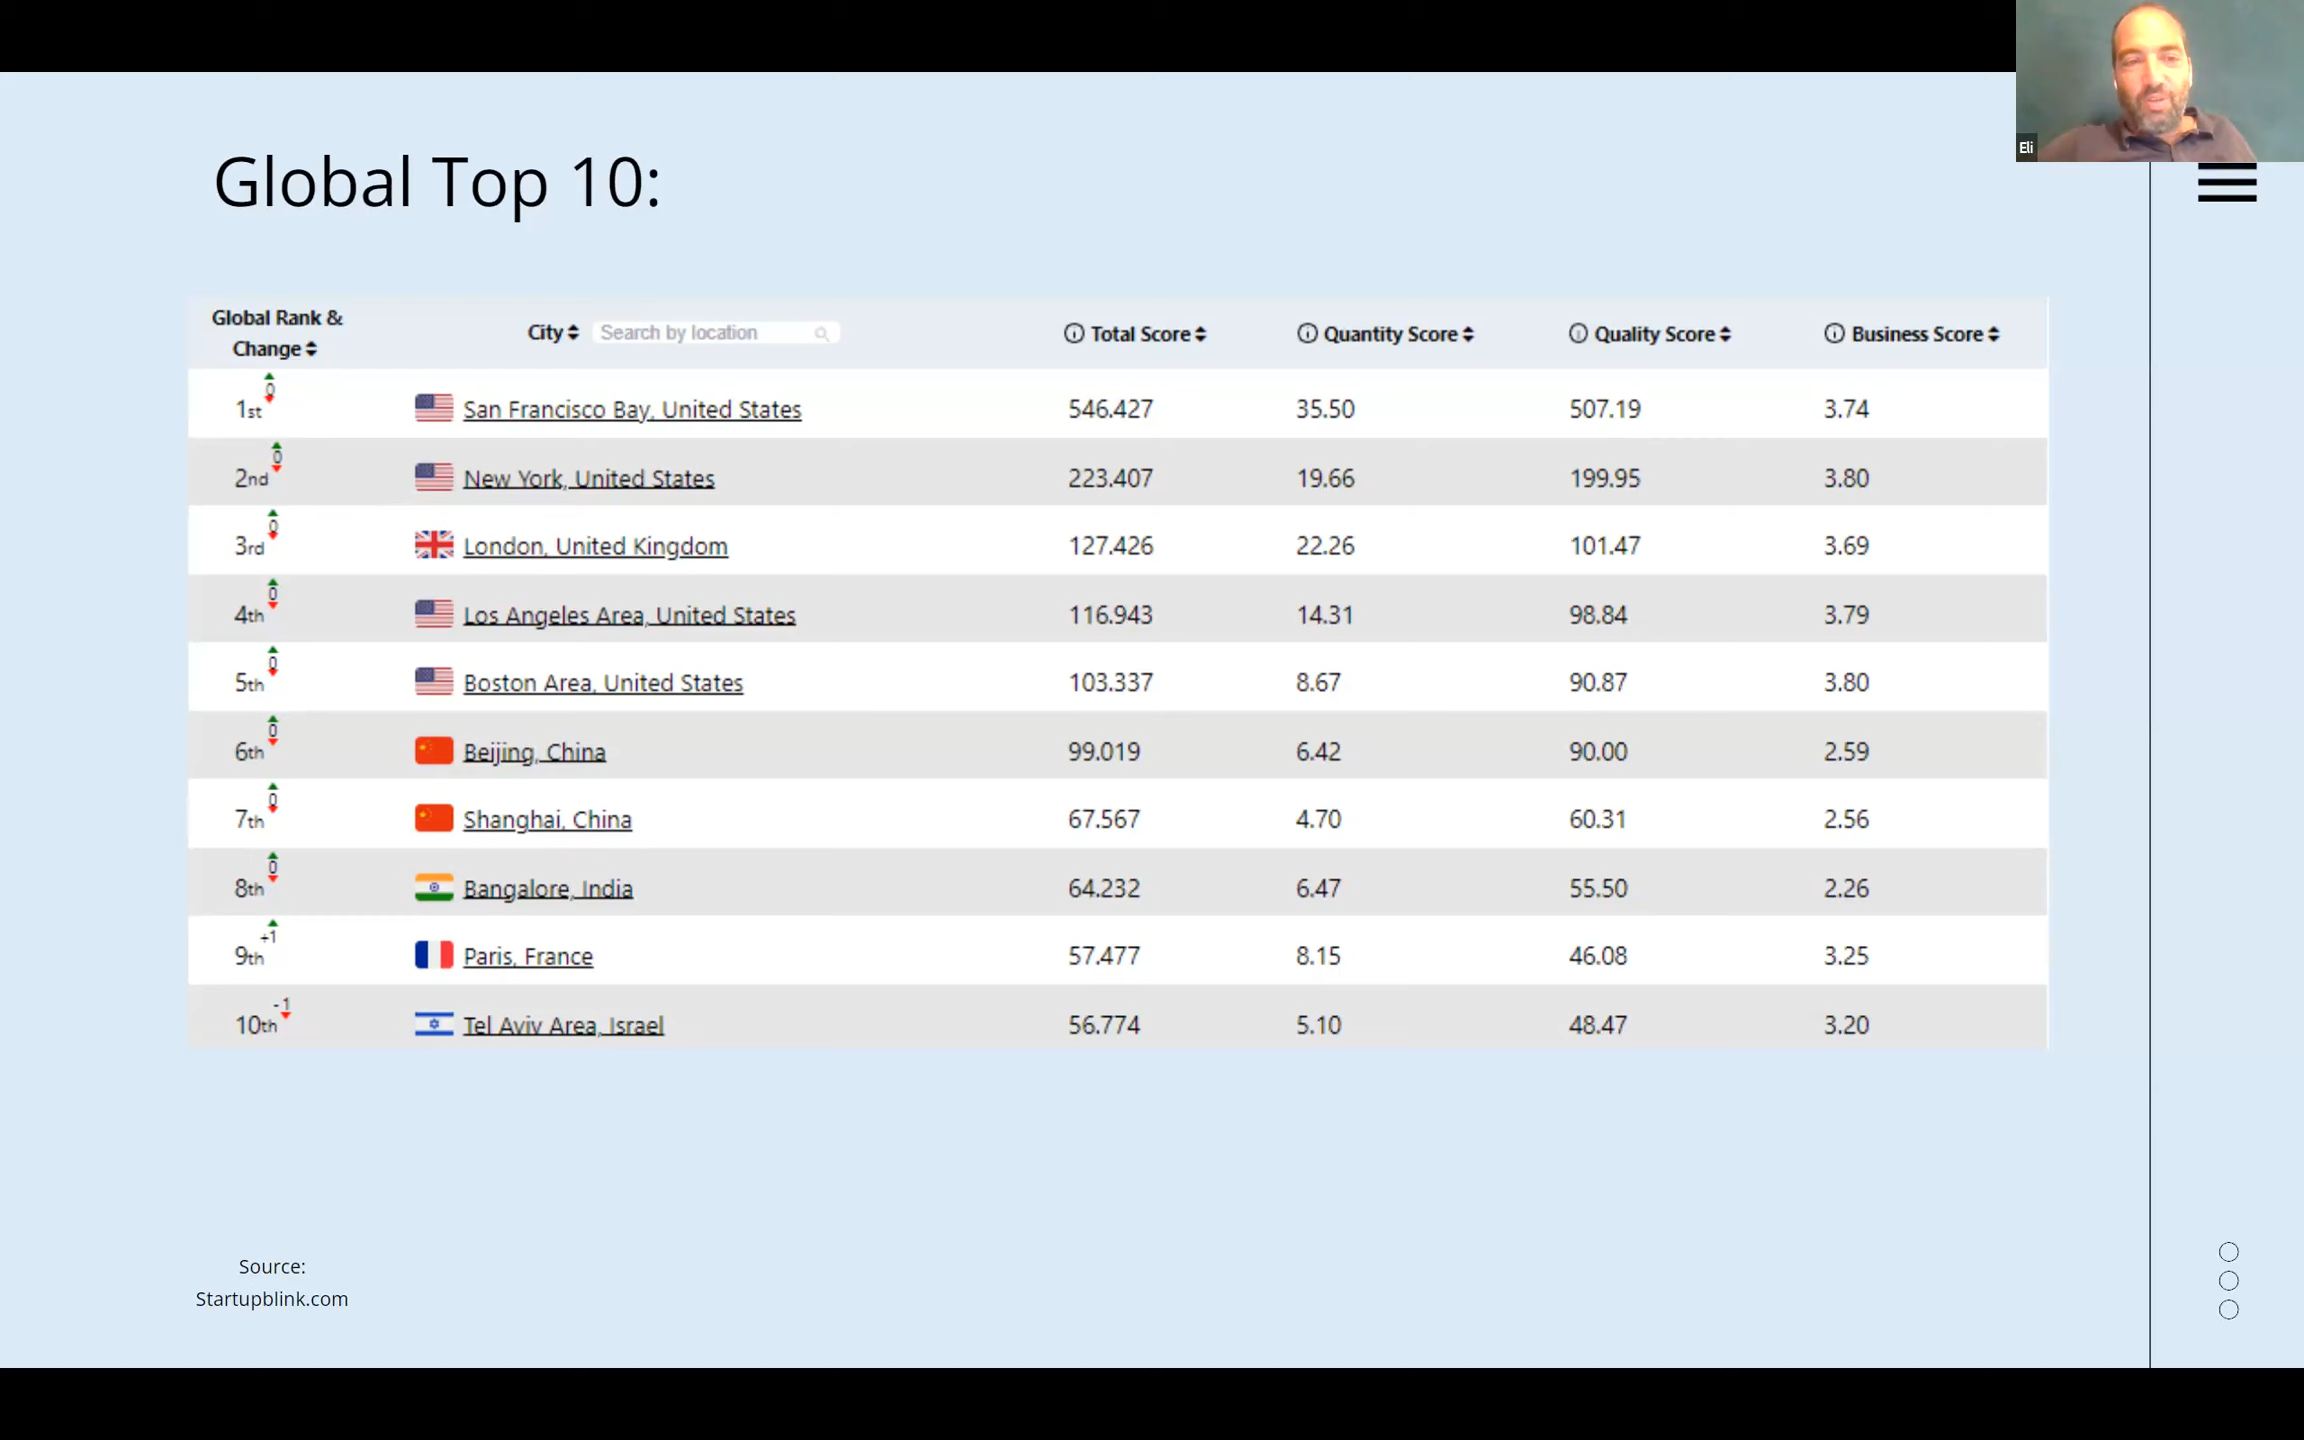 Eli
Global Top 10:
Global Rank & Change City Search by location Total Score Quantity Score Quality Score Business Score
1st 0 San Francisco Bay, United States 546.427 35.50 507.19 3.74
2nd 0 New York, United States 223.407 19.66 199.95 3.80
3rd 0 London, United Kingdom 127.426 22.26 101.47 3.69
4th 0 Los Angeles Area, United States 116.943 14.31 98.84 3.79
5th 0 Boston Area, United States 103.337 8.67 90.87 3.80
6th 0 Beijing, China 99.019 6.42 90.00 2.59
7th 0 Shanghai, China 67.567 4.70 60.31 2.56
8th 0 Bangalore, India 64.232 6.47 55.50 2.26
9th +1 Paris, France 57.477 8.15 46.08 3.25
10th -1 Tel Aviv Area, Israel 56.774 5.10 48.47 3.20
Source:
Startupblink.com